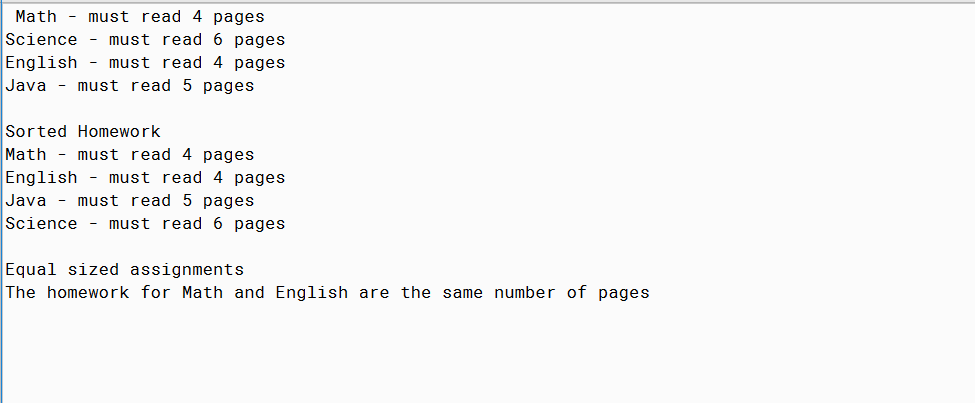 Math - must read 4 pages
Science - must read 6 pages
English - must read 4 pages
Java - must read 5 pages
Sorted Homework
Math - must read 4 pages
English - must read 4 pages
Java - must read 5 pages
Science - must read 6 pages
Equal sized assignments
The homework for Math and English are the same number of pages